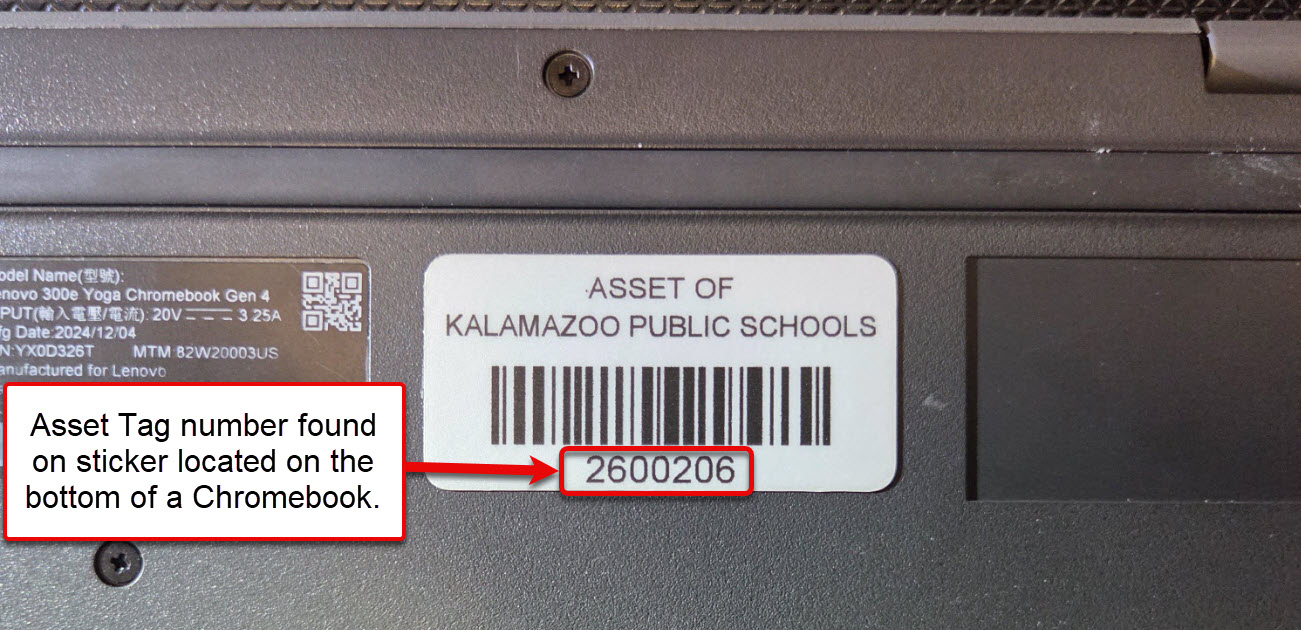 odel Name(型號):
enovo 300e Yoga Chromebook Gen 4
PUT(輸入電壓/電流): 20V 3.25A
fg Date:2024/12/04
N:YX0D326T MTM 82W20003US
anufactured for Lenovo
ASSET OF
KALAMAZOO PUBLIC SCHOOLS
2600206
Asset Tag number found
on sticker located on the
bottom of a Chromebook.